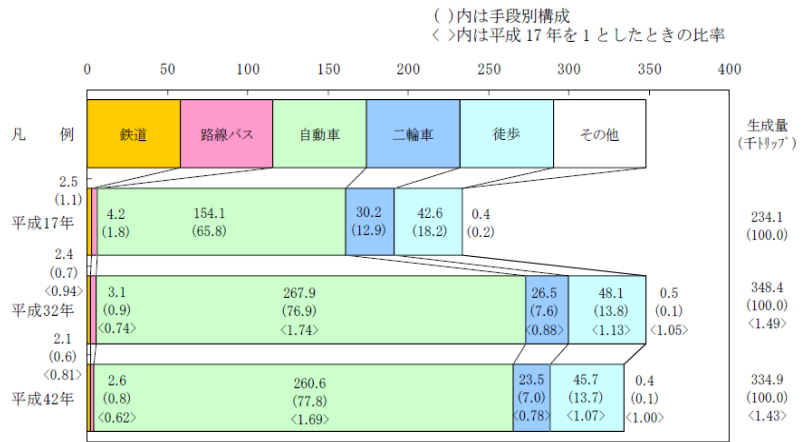 ( )内は手段別構成
< >内は平成 17 年を 1 としたときの比率
0 50 100 150 200 250 300 350 400
凡 例 鉄道 路線バス 自動車 二輪車 徒歩 その他
生成量
(千トリップ)
2.5
(1.1)
平成17年
4.2 154.1 30.2 42.6 0.4 234.1
(1.8) (65.8) (12.9) (18.2) (0.2) (100.0)
2.4
(0.7)
<0.94>
平成32年
3.1 267.9 26.5 48.1 0.5 348.4
(0.9) (76.9) (7.6) (13.8) (0.1) (100.0)
<0.74> <1.74> <0.88> <1.13> <1.05> <1.49>
2.1
(0.6)
<0.81>
平成42年
2.6 260.6 23.5 45.7 0.4 334.9
(0.8) (77.8) (7.0) (13.7) (0.1) (100.0)
<0.62> <1.69> <0.78> <1.07> <1.00> <1.43>